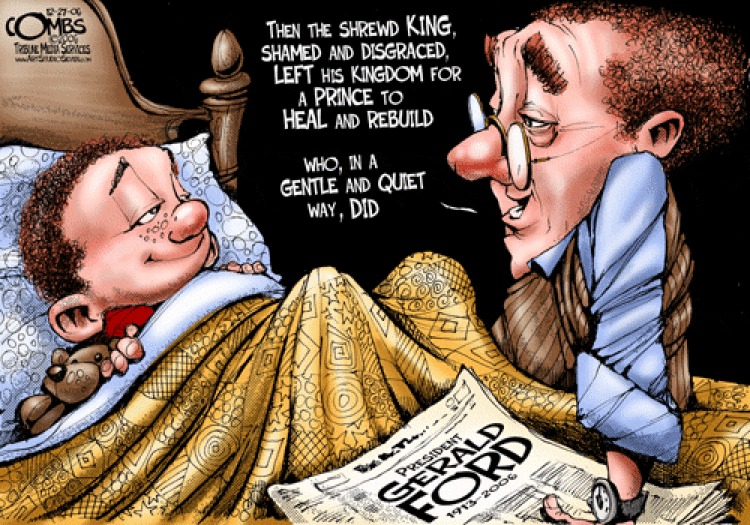 12-27-06
COMBS
©2006
TRIBUNE MEDIA SERVICES
THEN THE SHREWD KING,
SHAMED AND DISGRACED,
LEFT HIS KINGDOM FOR
A PRINCE TO
HEAL AND REBUILD
WHO, IN A
GENTLE AND QUIET
WAY, DID
PRESIDENT
GERALD
FORD
1913-2006